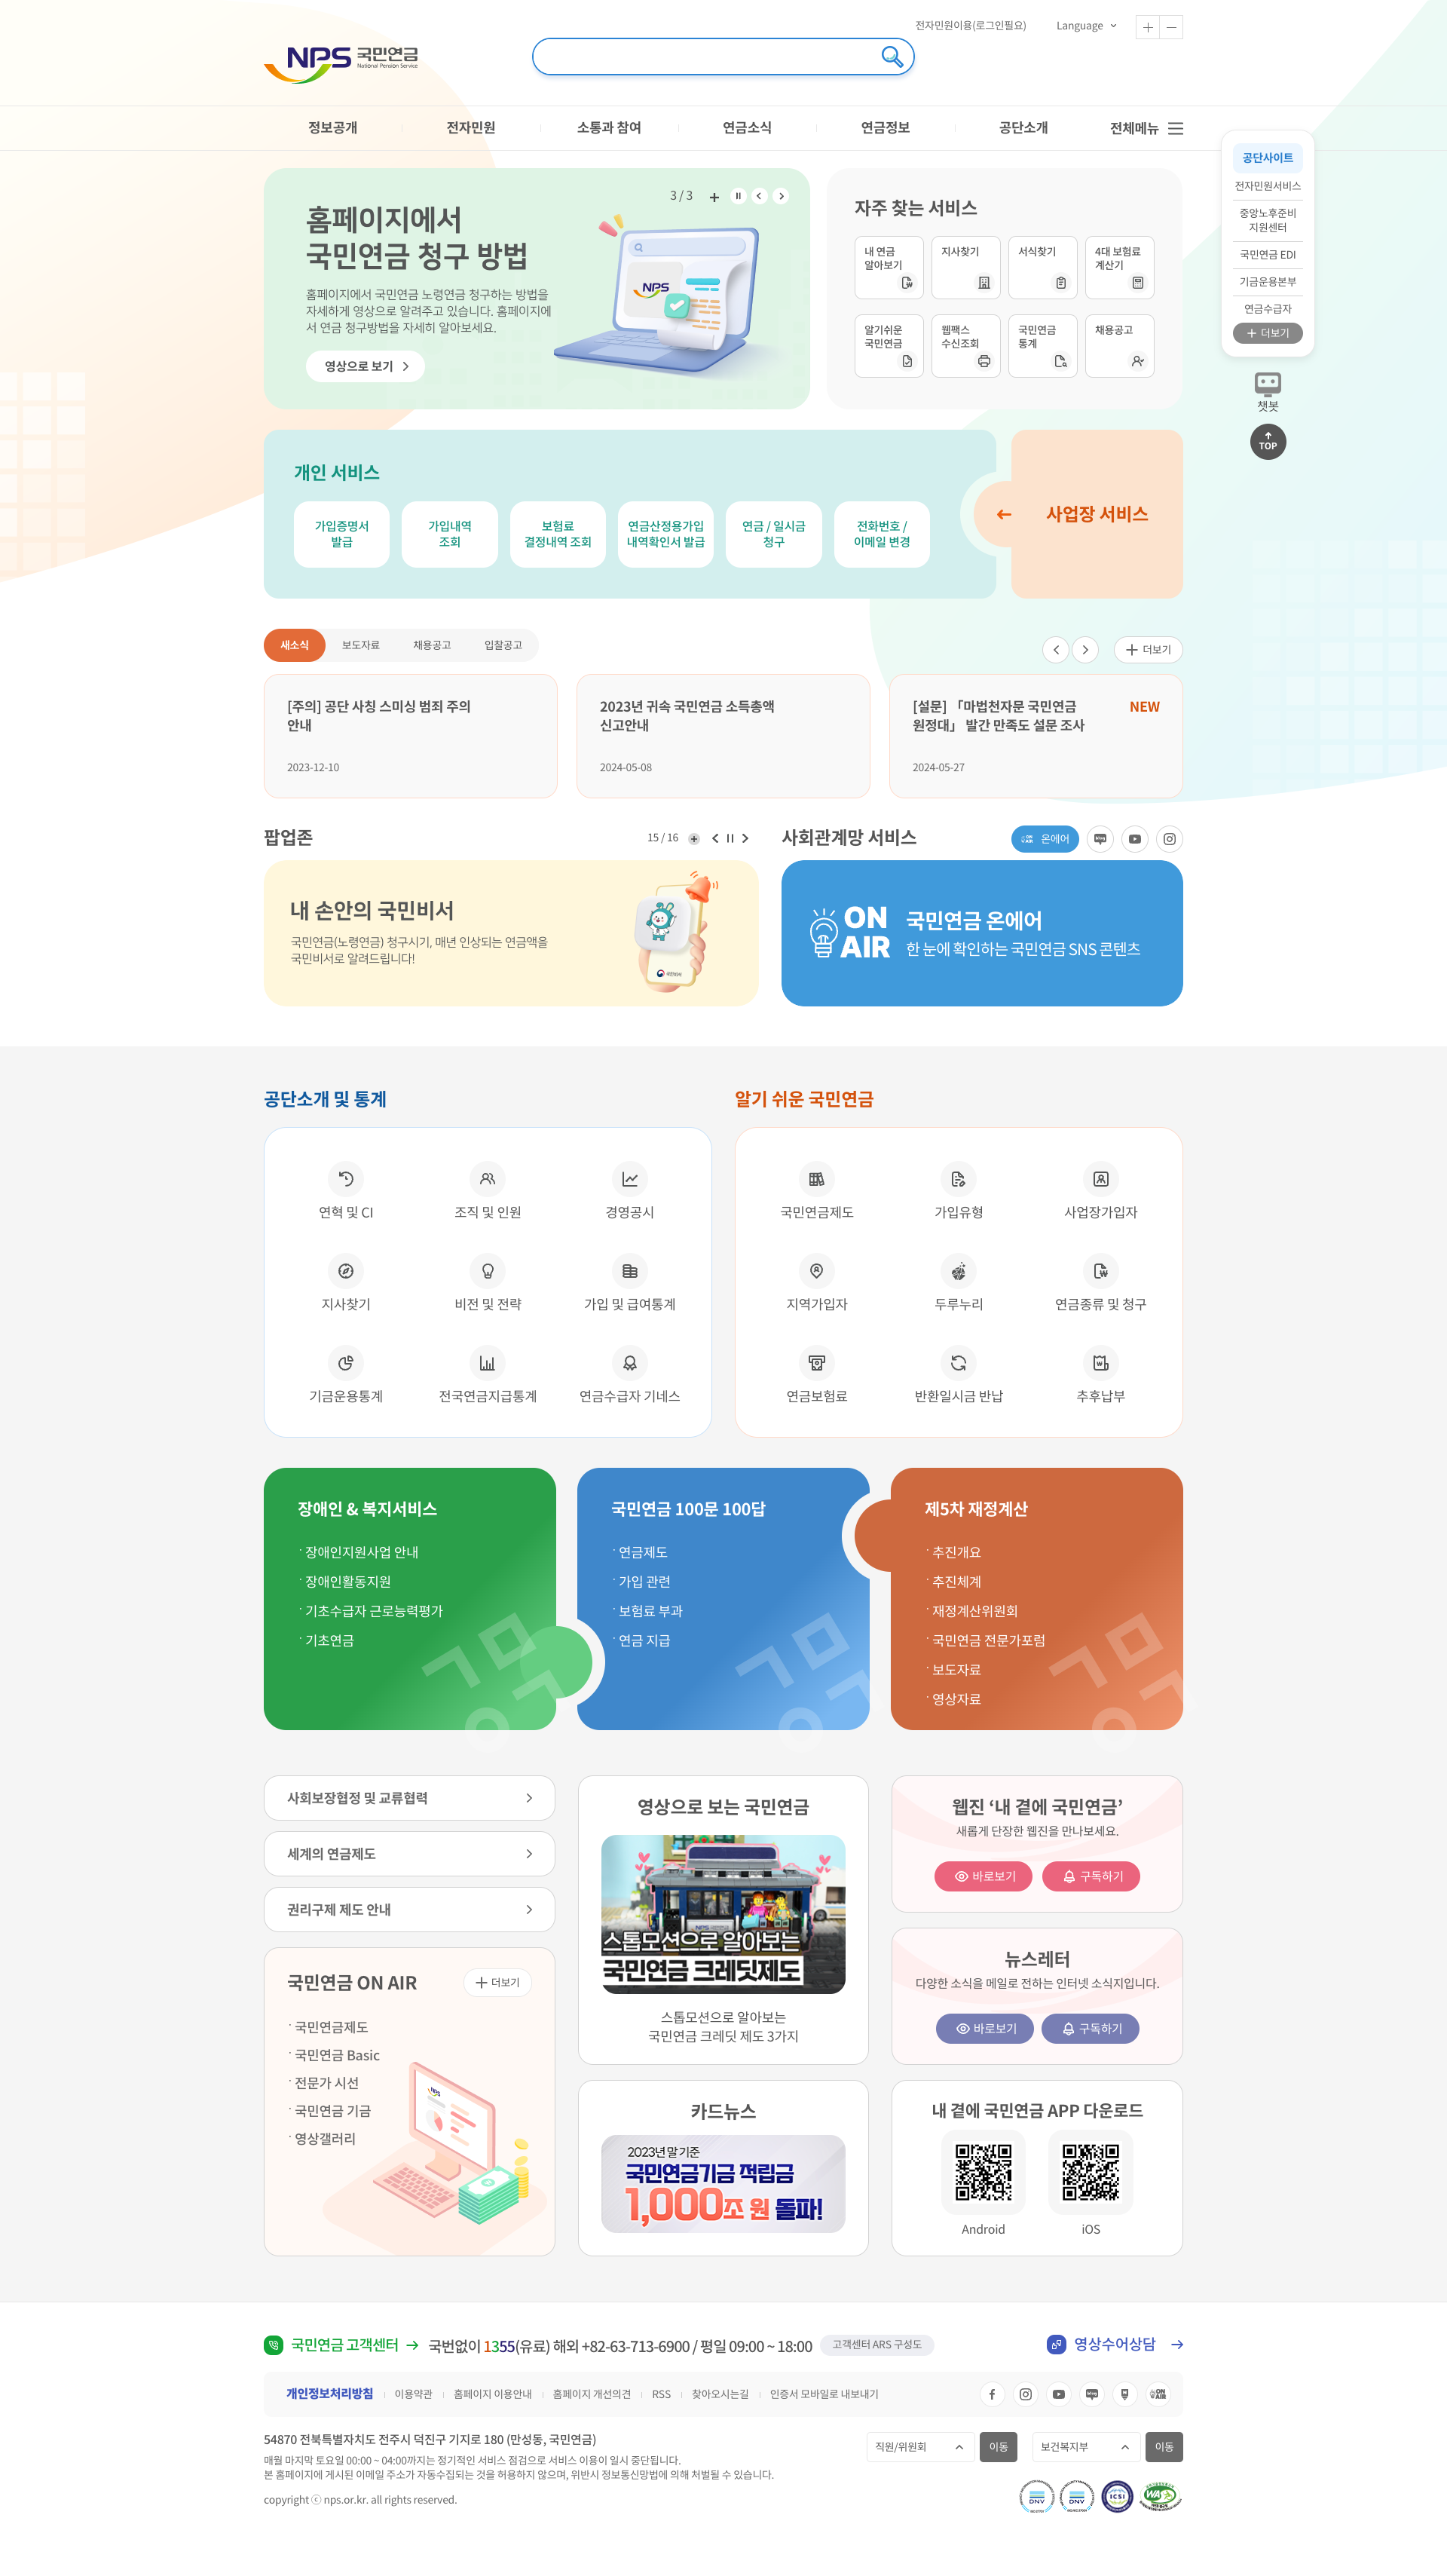 전자민원이용(로그인필요)
Language
NPS 국민연금
National Pension Service
정보공개
전자민원
소통과 참여
연금소식
연금정보
공단소개
전체메뉴
공단사이트
전자민원서비스
중앙노후준비
지원센터
국민연금 EDI
기금운용본부
연금수급자
더보기
챗봇
TOP
3 / 3
홈페이지에서
국민연금 청구 방법
홈페이지에서 국민연금 노령연금 청구하는 방법을
자세하게 영상으로 알려주고 있습니다. 홈페이지에
서 연금 청구방법을 자세히 알아보세요.
영상으로 보기
NPS
자주 찾는 서비스
내 연금
알아보기
지사찾기
서식찾기
4대 보험료
계산기
알기쉬운
국민연금
웹팩스
수신조회
국민연금
통계
채용공고
개인 서비스
가입증명서
발급
가입내역
조회
보험료
결정내역 조회
연금산정용가입
내역확인서 발급
연금 / 일시금
청구
전화번호 /
이메일 변경
사업장 서비스
새소식
보도자료
채용공고
입찰공고
더보기
[주의] 공단 사칭 스미싱 범죄 주의
안내
2023-12-10
2023년 귀속 국민연금 소득총액
신고안내
2024-05-08
[설문] 「마법천자문 국민연금
원정대」 발간 만족도 설문 조사
NEW
2024-05-27
팝업존
15 / 16
내 손안의 국민비서
국민연금(노령연금) 청구시기, 매년 인상되는 연금액을
국민비서로 알려드립니다!
국민비서
사회관계망 서비스
온에어
ON
AIR
국민연금 온에어
한 눈에 확인하는 국민연금 SNS 콘텐츠
공단소개 및 통계
연혁 및 CI
조직 및 인원
경영공시
지사찾기
비전 및 전략
가입 및 급여통계
기금운용통계
전국연금지급통계
연금수급자 기네스
알기 쉬운 국민연금
국민연금제도
가입유형
사업장가입자
지역가입자
두루누리
연금종류 및 청구
연금보험료
반환일시금 반납
추후납부
장애인 & 복지서비스
· 장애인지원사업 안내
· 장애인활동지원
· 기초수급자 근로능력평가
· 기초연금
국민연금 100문 100답
· 연금제도
· 가입 관련
· 보험료 부과
· 연금 지급
제5차 재정계산
· 추진개요
· 추진체계
· 재정계산위원회
· 국민연금 전문가포럼
· 보도자료
· 영상자료
사회보장협정 및 교류협력
세계의 연금제도
권리구제 제도 안내
국민연금 ON AIR
더보기
· 국민연금제도
· 국민연금 Basic
· 전문가 시선
· 국민연금 기금
· 영상갤러리
NPS
영상으로 보는 국민연금
NPS
스톱모션으로 알아보는
국민연금 크레딧제도
스톱모션으로 알아보는
국민연금 크레딧 제도 3가지
카드뉴스
2023년 말 기준
국민연금기금 적립금
1,000조 원 돌파!
웹진 ‘내 곁에 국민연금’
새롭게 단장한 웹진을 만나보세요.
바로보기
구독하기
뉴스레터
다양한 소식을 메일로 전하는 인터넷 소식지입니다.
바로보기
구독하기
내 곁에 국민연금 APP 다운로드
Android
iOS
국민연금 고객센터
국번없이 1355(유료) 해외 +82-63-713-6900 / 평일 09:00 ~ 18:00
고객센터 ARS 구성도
영상수어상담
개인정보처리방침
이용약관
홈페이지 이용안내
홈페이지 개선의견
RSS
찾아오시는길
인증서 모바일로 내보내기
54870 전북특별자치도 전주시 덕진구 기지로 180 (만성동, 국민연금)
매월 마지막 토요일 00:00 ~ 04:00까지는 정기적인 서비스 점검으로 서비스 이용이 일시 중단됩니다.
본 홈페이지에 게시된 이메일 주소가 자동수집되는 것을 허용하지 않으며, 위반시 정보통신망법에 의해 처벌될 수 있습니다.
copyright ⓒ nps.or.kr. all rights reserved.
직원/위원회
이동
보건복지부
이동
DNV
DNV
ICSI
WA